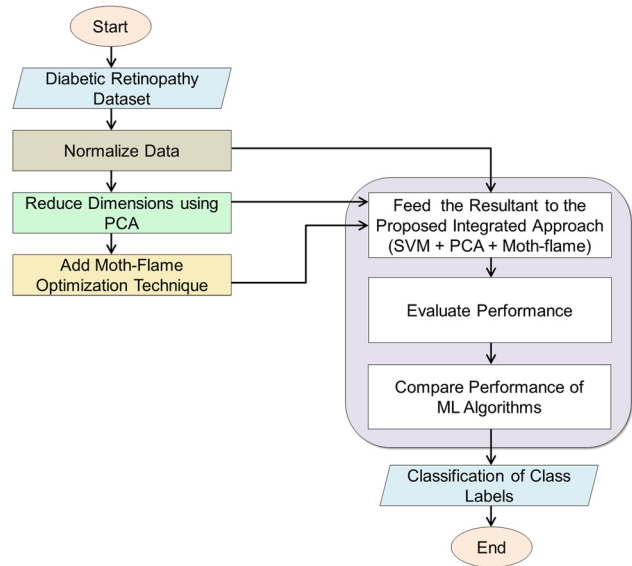 Start
Diabetic Retinopathy
Dataset
Normalize Data
Reduce Dimensions using
PCA
Add Moth-Flame
Optimization Technique
Feed the Resultant to the
Proposed Integrated Approach
(SVM + PCA + Moth-flame)
Evaluate Performance
Compare Performance of
ML Algorithms
Classification of Class
Labels
End